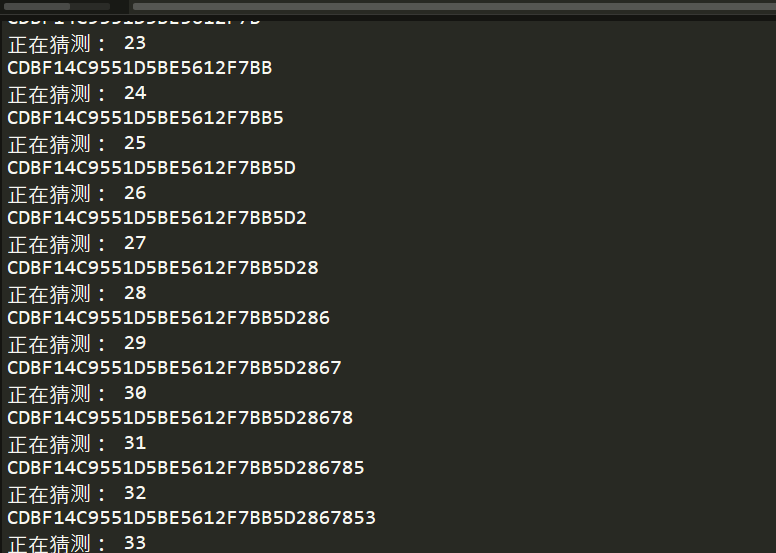 正在猜测： 23
CDBF14C9551D5BE5612F7BB
正在猜测： 24
CDBF14C9551D5BE5612F7BB5
正在猜测： 25
CDBF14C9551D5BE5612F7BB5D
正在猜测： 26
CDBF14C9551D5BE5612F7BB5D2
正在猜测： 27
CDBF14C9551D5BE5612F7BB5D28
正在猜测： 28
CDBF14C9551D5BE5612F7BB5D286
正在猜测： 29
CDBF14C9551D5BE5612F7BB5D2867
正在猜测： 30
CDBF14C9551D5BE5612F7BB5D28678
正在猜测： 31
CDBF14C9551D5BE5612F7BB5D286785
正在猜测： 32
CDBF14C9551D5BE5612F7BB5D2867853
正在猜测： 33